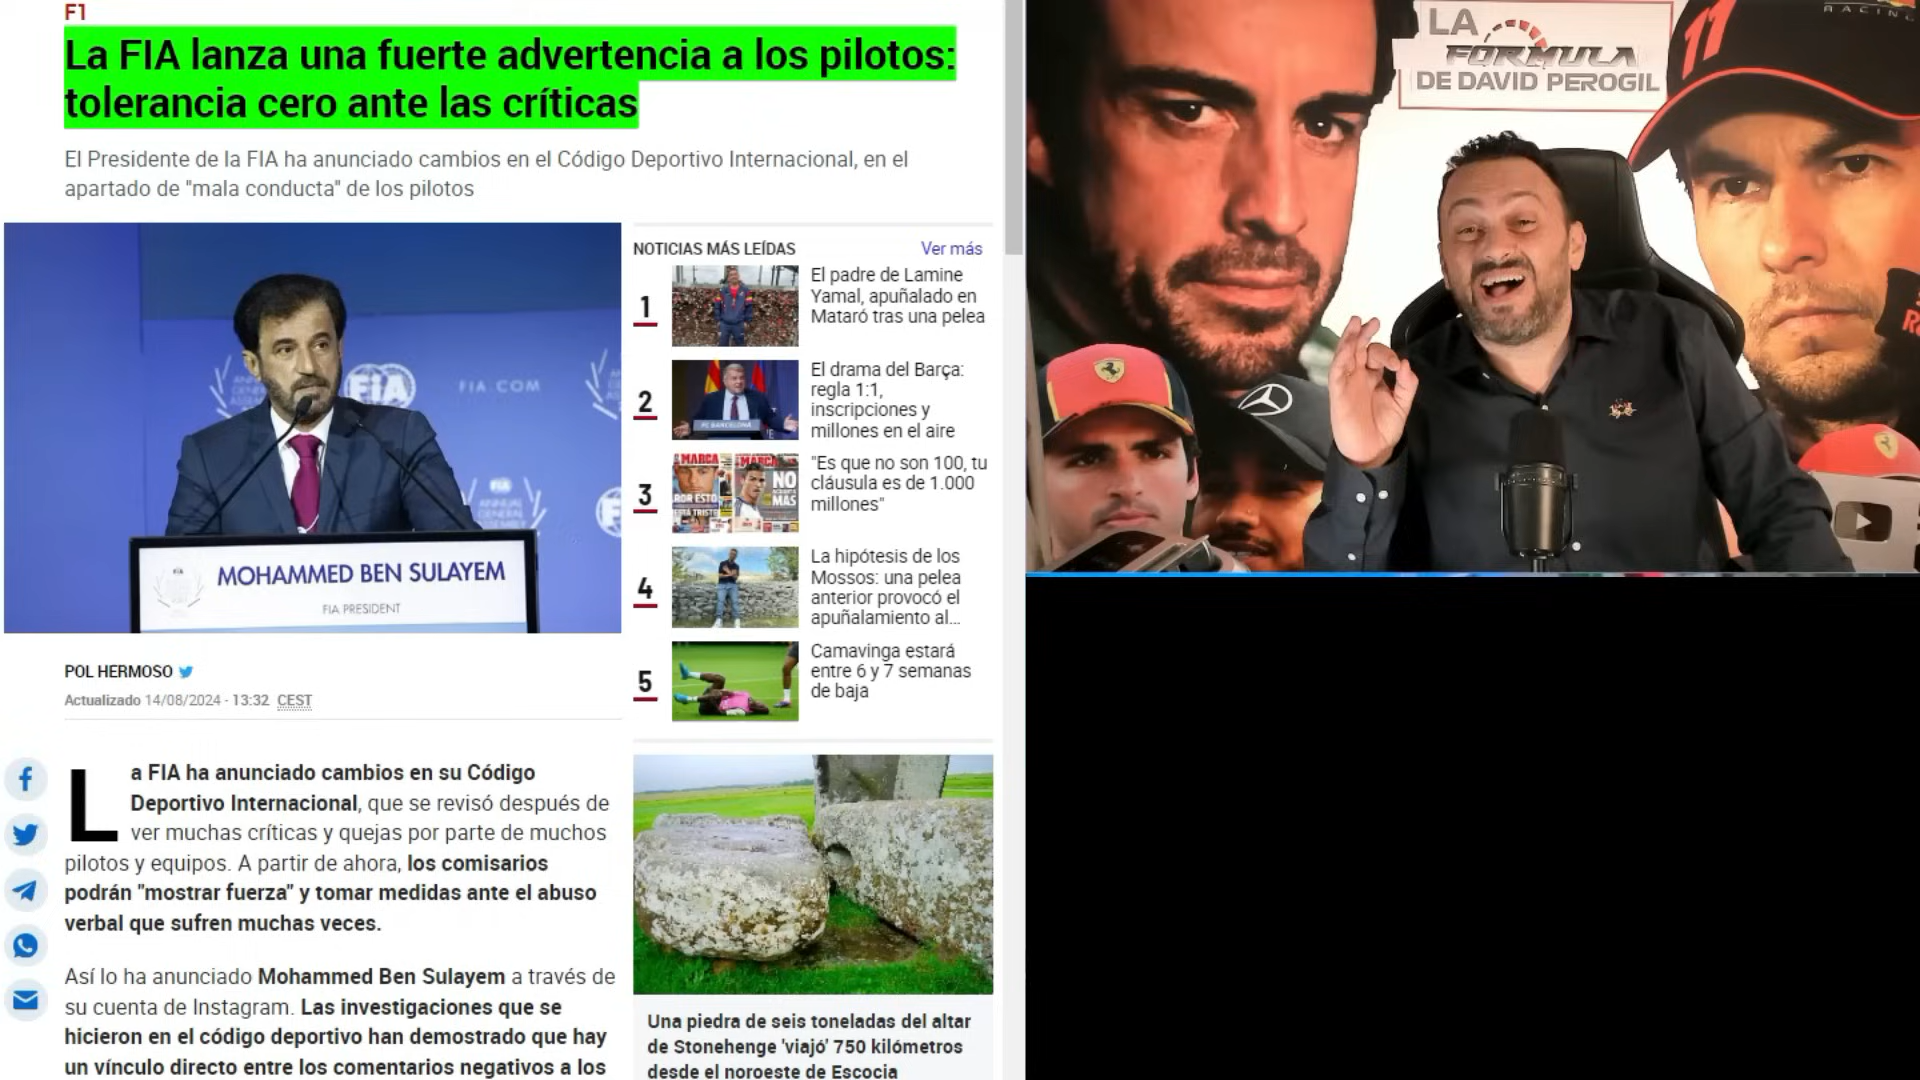 F1
La FIA lanza una fuerte advertencia a los pilotos:
tolerancia cero ante las críticas
El Presidente de la FIA ha anunciado cambios en el Código Deportivo Internacional, en el
apartado de "mala conducta" de los pilotos
FIA
FIA.COM
MOHAMMED BEN SULAYEM
FIA PRESIDENT
POL HERMOSO
Actualizado 14/08/2024 - 13:32 CEST
La FIA ha anunciado cambios en su Código
Deportivo Internacional, que se revisó después de
ver muchas críticas y quejas por parte de muchos
pilotos y equipos. A partir de ahora, los comisarios
podrán "mostrar fuerza" y tomar medidas ante el abuso
verbal que sufren muchas veces.
Así lo ha anunciado Mohammed Ben Sulayem a través de
su cuenta de Instagram. Las investigaciones que se
hicieron en el código deportivo han demostrado que hay
un vínculo directo entre los comentarios negativos a los
NOTICIAS MÁS LEÍDAS
Ver más
1
El padre de Lamine
Yamal, apuñalado en
Mataró tras una pelea
2
El drama del Barça:
regla 1:1,
inscripciones y
millones en el aire
FC BARCELONA
3
"Es que no son 100, tu
cláusula es de 1.000
millones"
MARCA
MARCA
4
La hipótesis de los
Mossos: una pelea
anterior provocó el
apuñalamiento al...
5
Camavinga estará
entre 6 y 7 semanas
de baja
Una piedra de seis toneladas del altar
de Stonehenge 'viajó' 750 kilómetros
desde el noroeste de Escocia
LA
FÓRMULA
DE DAVID PEROGIL
11
RACING